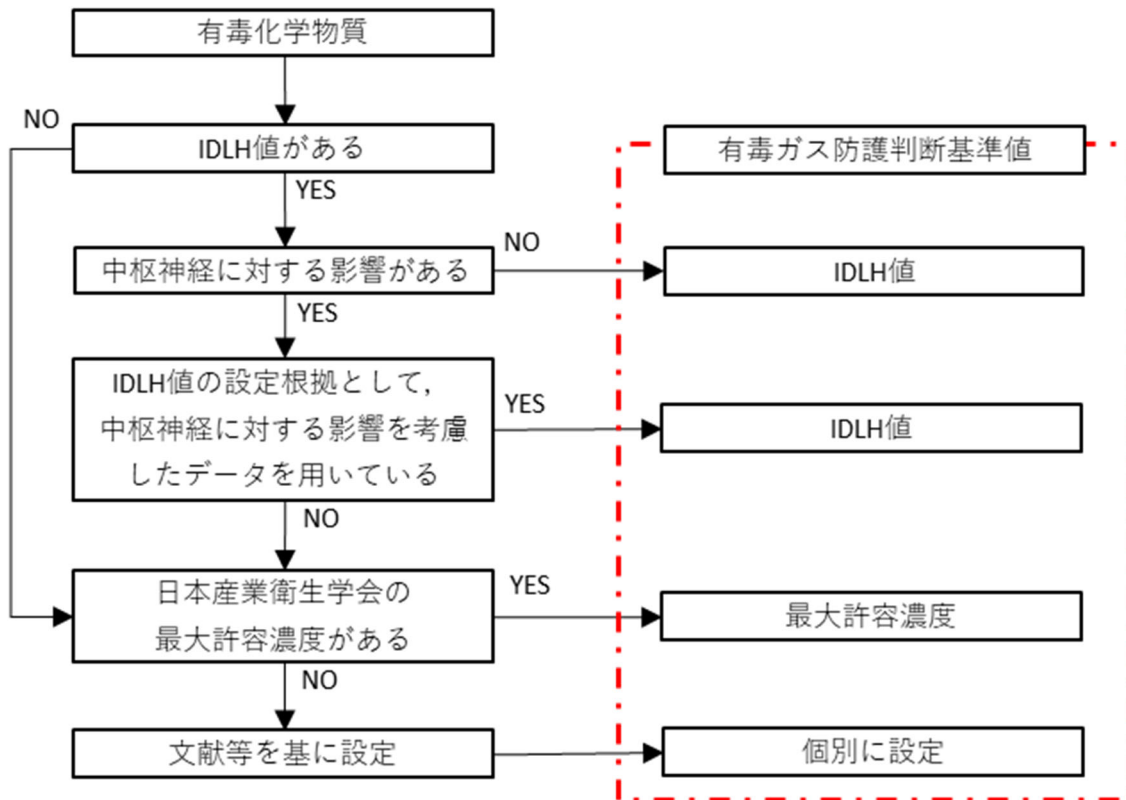 有毒化学物質
NO
IDLH値がある
有毒ガス防護判断基準値
YES
中枢神経に対する影響がある
NO
IDLH値
YES
IDLH値の設定根拠として,
中枢神経に対する影響を考慮
したデータを用いている
YES
IDLH値
NO
日本産業衛生学会の
最大許容濃度がある
YES
最大許容濃度
NO
文献等を基に設定
個別に設定